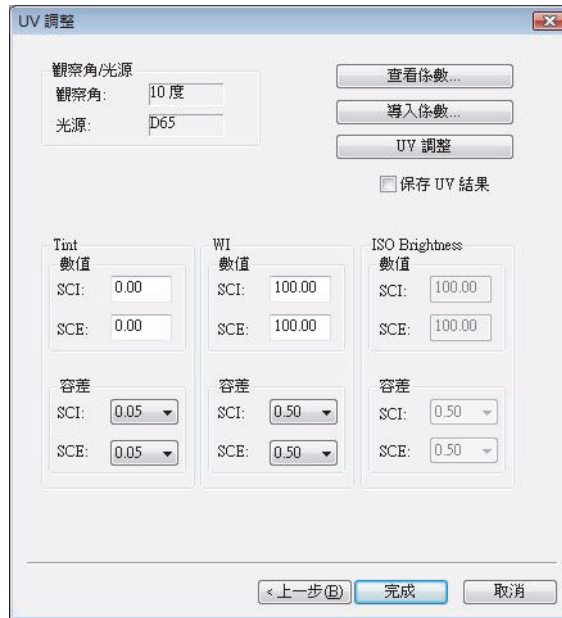 UV 調整
觀察角/光源
觀察角: 10 度
光源: D65
查看係數...
導入係數...
UV 調整
保存 UV 結果
Tint
數值
SCI: 0.00
SCE: 0.00
容差
SCI: 0.05
SCE: 0.05
WI
數值
SCI: 100.00
SCE: 100.00
容差
SCI: 0.50
SCE: 0.50
ISO Brightness
數值
SCI: 100.00
SCE: 100.00
容差
SCI: 0.50
SCE: 0.50
<上一步(B)
完成
取消